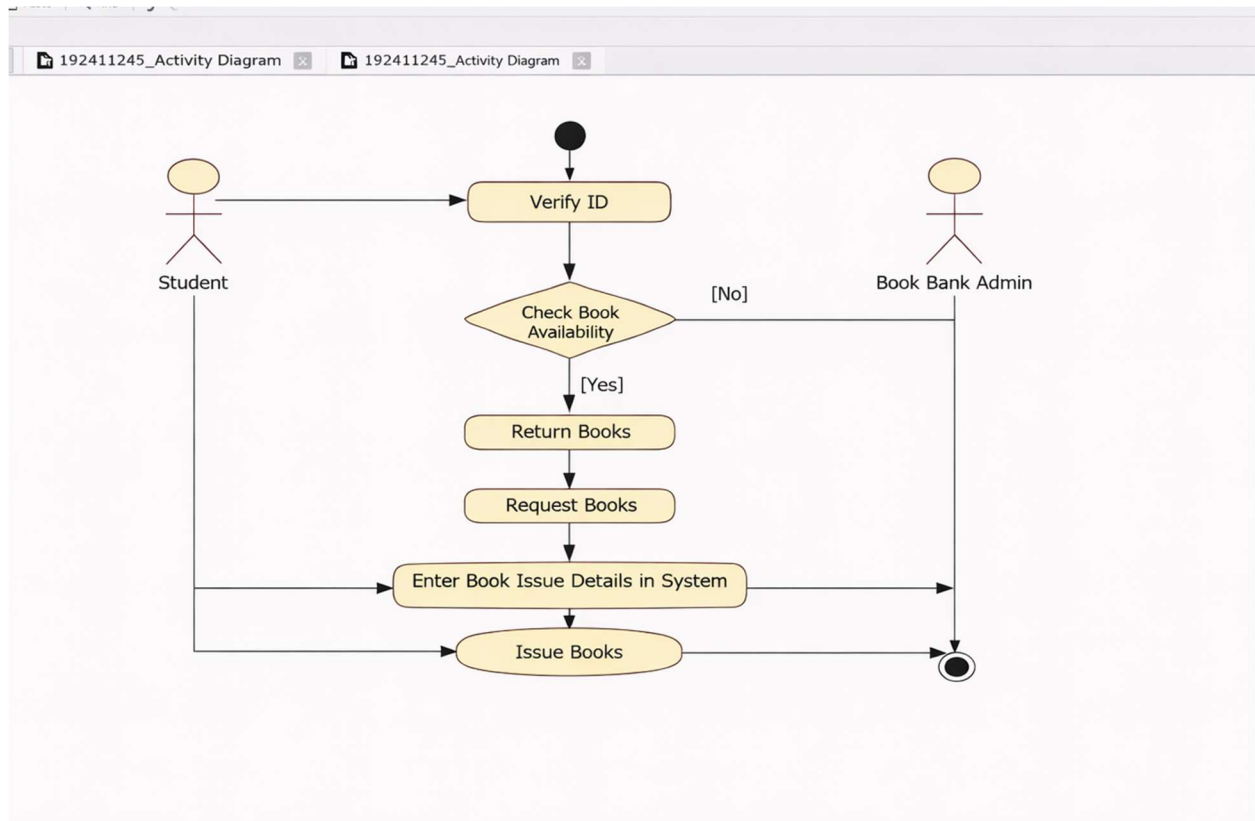 192411245_Activity Diagram
192411245_Activity Diagram
Verify ID
Student
Book Bank Admin
[No]
Check Book
Availability
[Yes]
Return Books
Request Books
Enter Book Issue Details in System
Issue Books